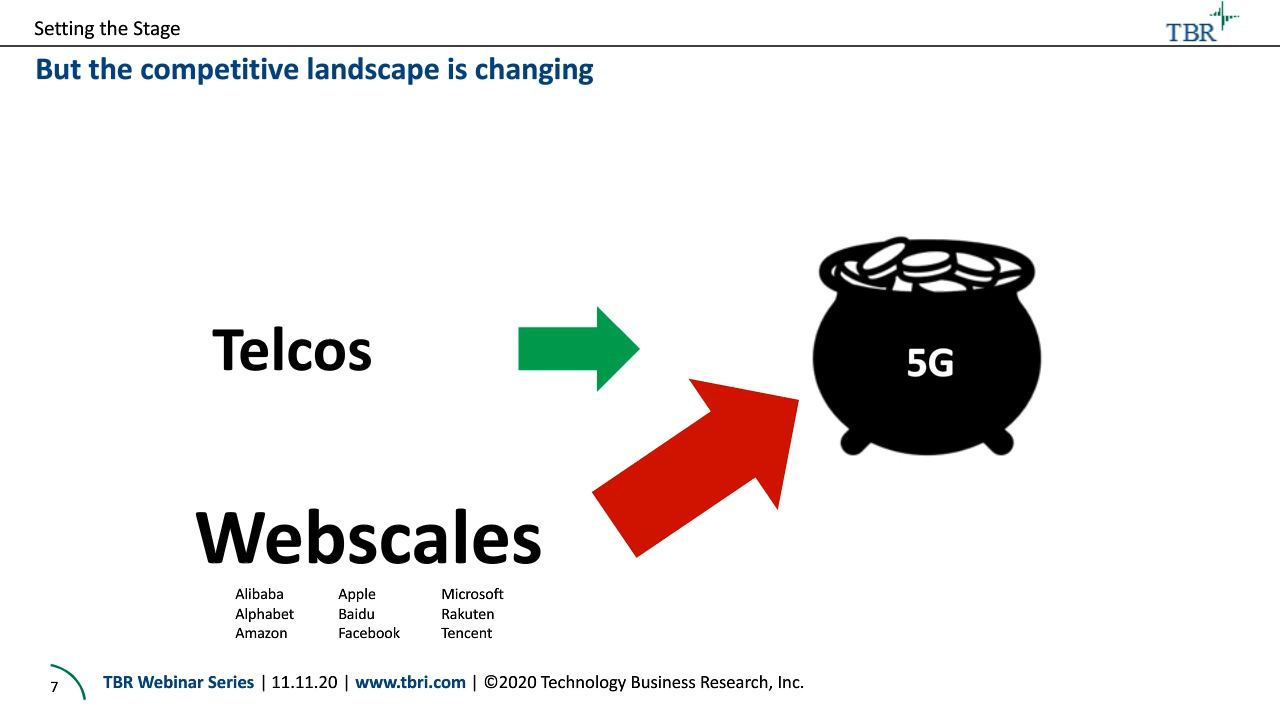 Setting the Stage
TBR
But the competitive landscape is changing
Telcos
5G
Webscales
Alibaba Apple Microsoft
Alphabet Baidu Rakuten
Amazon Facebook Tencent
7 TBR Webinar Series | 11.11.20 | www.tbri.com | ©2020 Technology Business Research, Inc.